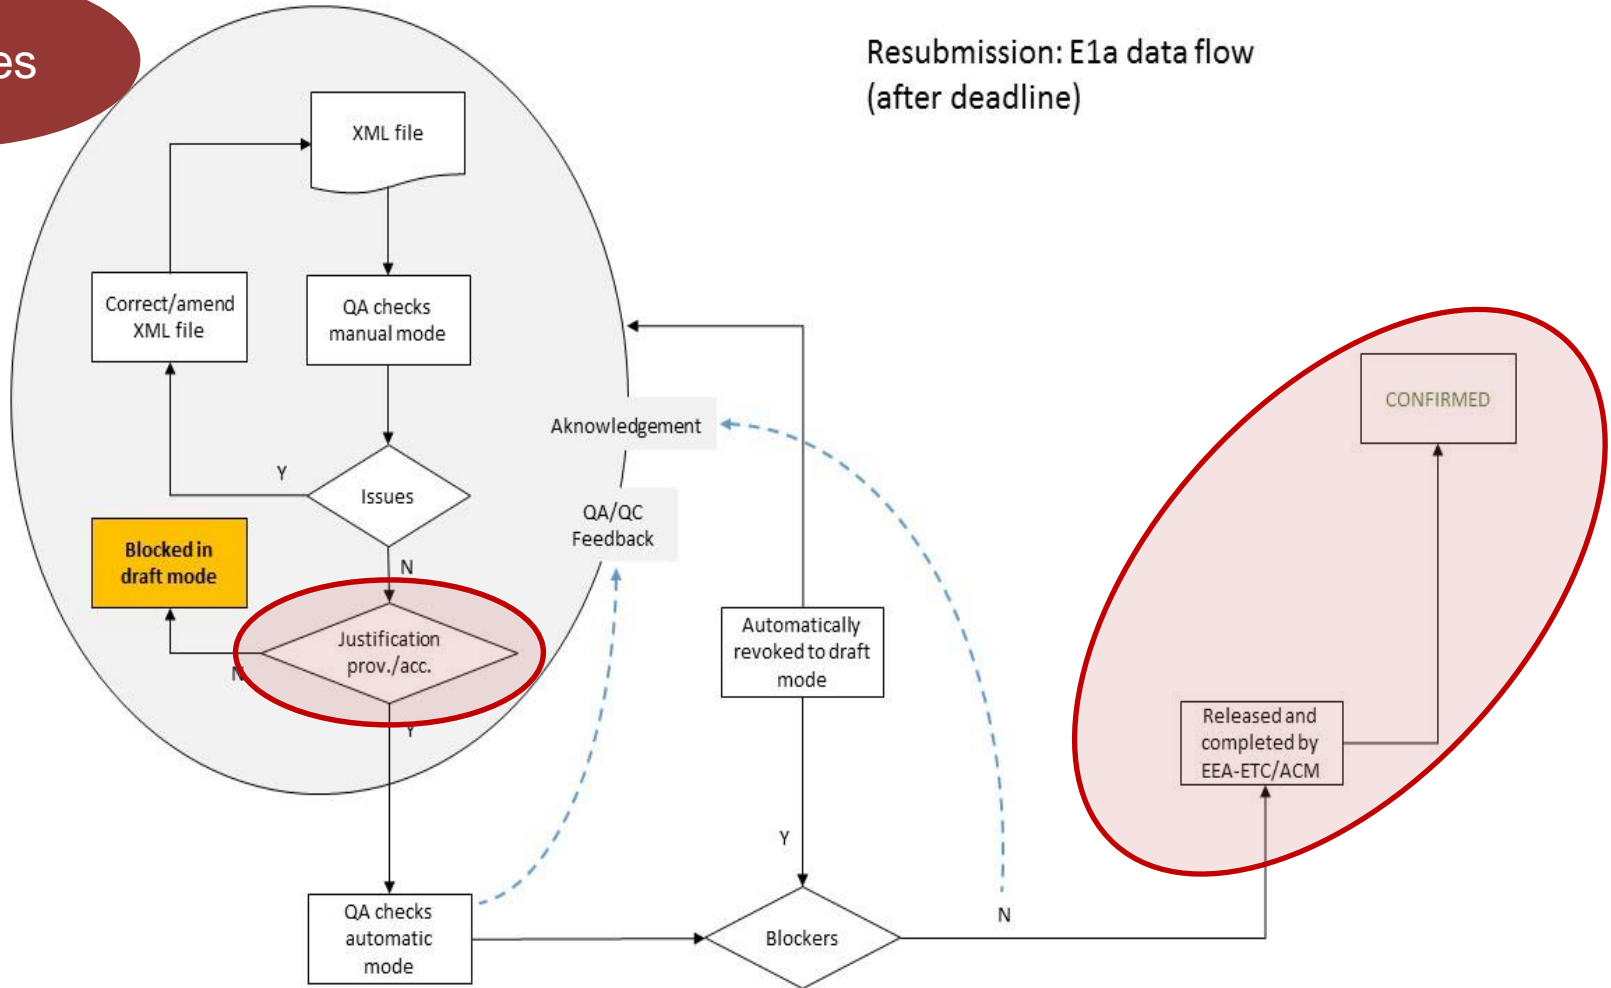 es
Resubmission: E1a data flow
(after deadline)
XML file
Correct/amend
XML file
QA checks
manual mode
CONFIRMED
Aknowledgement
Y
Issues
QA/QC
Feedback
Blocked in
draft mode
N
Justification
prov./acc.
N
Y
Automatically
revoked to draft
mode
Released and
completed by
EEA-ETC/ACM
Y
QA checks
automatic
mode
Blockers
N